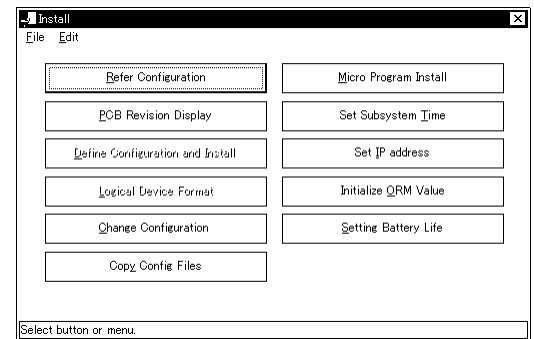 Install
File Edit
Refer Configuration
Micro Program Install
PCB Revision Display
Set Subsystem Time
Define Configuration and Install
Set IP address
Logical Device Format
Initialize ORM Value
Change Configuration
Setting Battery Life
Copy Config Files
Select button or menu.